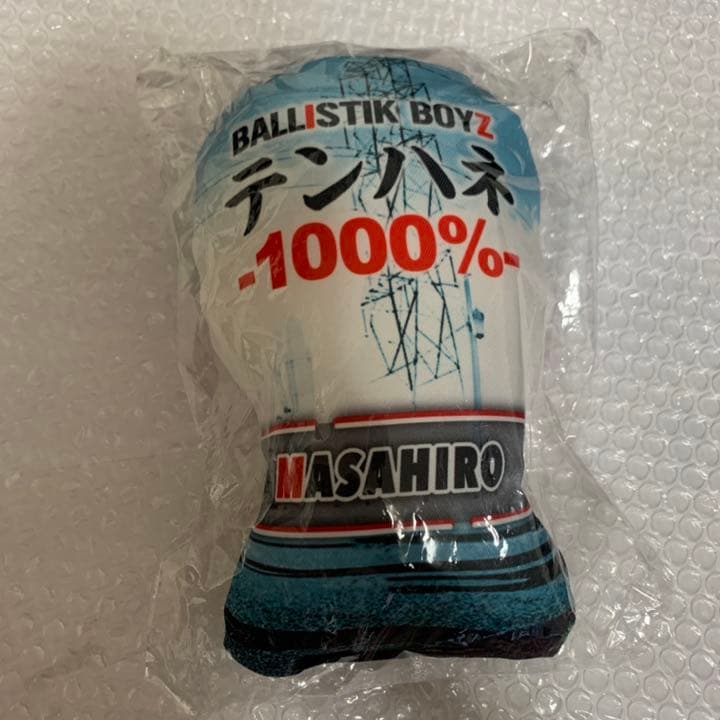 BALLISTIK BOYZ
テンハネ
-1000%-
MASAHIRO